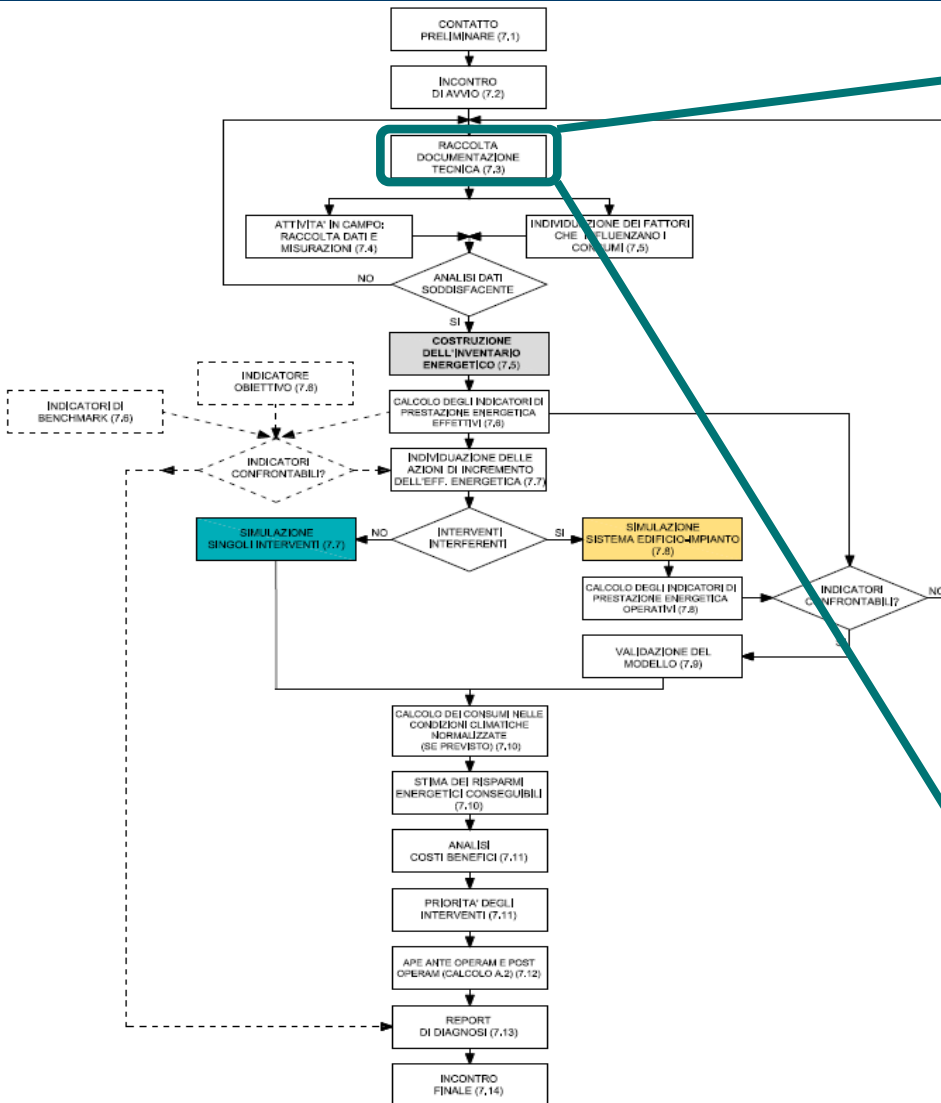 CONTATTO
PRELIMINARE (7.1)
INCONTRO
DI AVVIO (7.2)
RACCOLTA
DOCUMENTAZIONE
TECNICA (7.3)
ATTIVITA' IN CAMPO:
RACCOLTA DATI E
MISURAZIONI (7.4)
INDIVIDUAZIONE DEI FATTORI
CHE INFLUENZANO I
CONSUMI (7.5)
NO
ANALISI DATI
SODDISFACENTE
SI
COSTRUZIONE
DELL'INVENTARIO
ENERGETICO (7.5)
INDICATORE
OBIETTIVO (7.6)
INDICATORI DI
BENCHMARK (7.6)
CALCOLO DEGLI INDICATORI DI
PRESTAZIONE ENERGETICA
EFFETTIVI (7.6)
INDICATORI
CONFRONTABILI?
INDIVIDUAZIONE DELLE
AZIONI DI INCREMENTO
DELL'EFF. ENERGETICA (7.7)
SIMULAZIONE
SINGOLI INTERVENTI (7.7)
NO
INTERVENTI
INTERFERENTI
SI
SIMULAZIONE
SISTEMA EDIFICIO-IMPIANTO
(7.8)
CALCOLO DEGLI INDICATORI DI
PRESTAZIONE ENERGETICA
OPERATIVI (7.8)
INDICATORI
CONFRONTABILI?
NO
SI
VALIDAZIONE DEL
MODELLO (7.9)
CALCOLO DEI CONSUMI NELLE
CONDIZIONI CLIMATICHE
NORMALIZZATE
(SE PREVISTO) (7.10)
STIMA DEI RISPARMI
ENERGETICI CONSEGUIBILI
(7.10)
ANALISI
COSTI BENEFICI (7.11)
PRIORITA' DEGLI
INTERVENTI (7.11)
APE ANTE OPERAM E POST
OPERAM (CALCOLO A.2) (7.12)
REPORT
DI DIAGNOSI (7.13)
INCONTRO
FINALE (7.14)